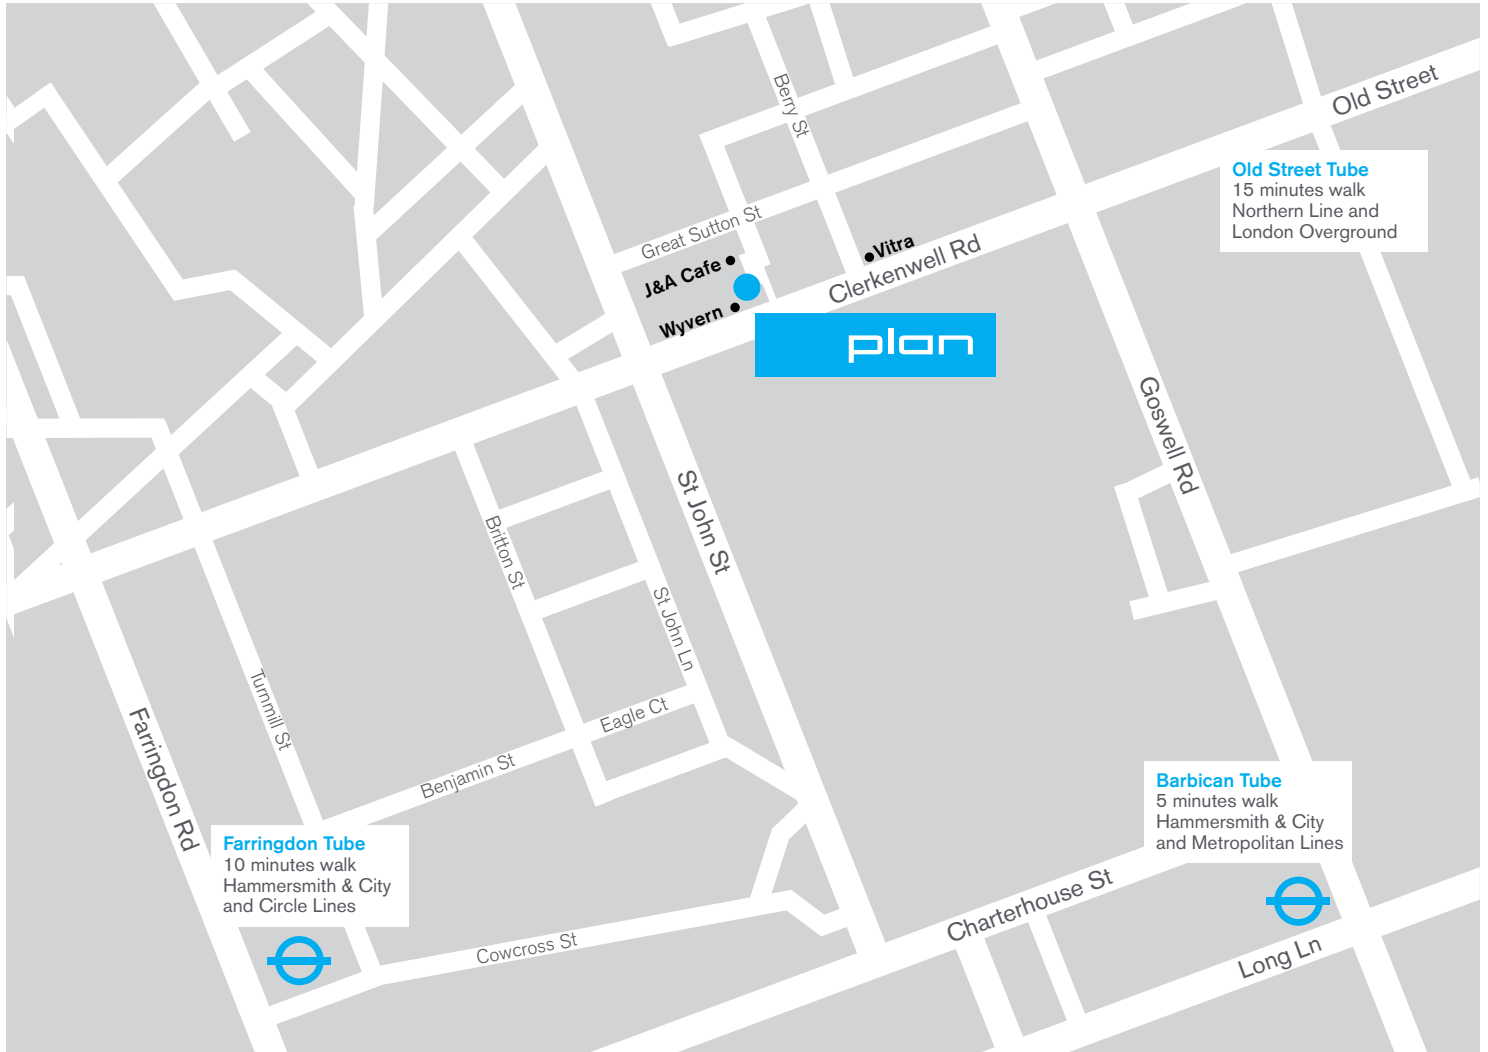 Old Street
Berry St
Old Street Tube
15 minutes walk
Northern Line and
London Overground
Great Sutton St
Vitra
J&A Cafe
Clerkenwell Rd
Wyvern
plan
Goswell Rd
St John St
Britton St
St John Ln
Turnmill St
Eagle Ct
Farringdon Rd
Benjamin St
Barbican Tube
5 minutes walk
Hammersmith & City
and Metropolitan Lines
Farringdon Tube
10 minutes walk
Hammersmith & City
and Circle Lines
Charterhouse St
Cowcross St
Long Ln